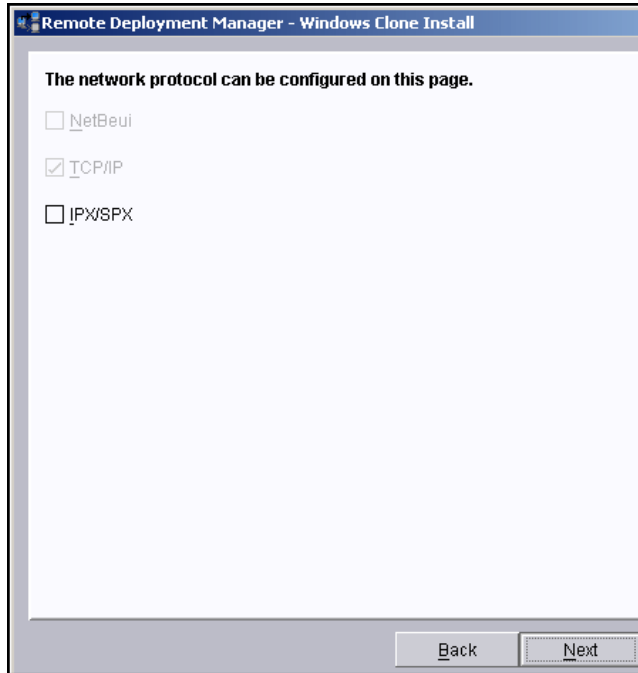 Remote Deployment Manager - Windows Clone Install
The network protocol can be configured on this page.
NetBeui
TCP/IP
IPX/SPX
Back Next